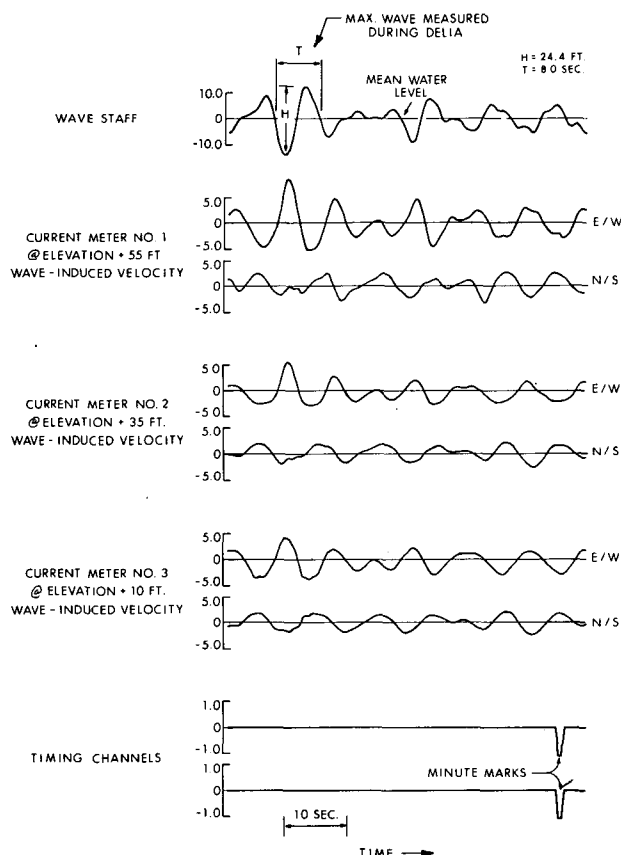 MAX. WAVE MEASURED
DURING DELIA
T
H = 24.4 FT.
T = 8.0 SEC.
MEAN WATER
LEVEL
WAVE STAFF
10.0
0
-10.0
H
CURRENT METER NO. 1
@ ELEVATION + 55 FT
WAVE - INDUCED VELOCITY
5.0
0
-5.0
E/W
5.0
0
-5.0
N/S
CURRENT METER NO. 2
@ ELEVATION + 35 FT.
WAVE - INDUCED VELOCITY
5.0
0
-5.0
E/W
5.0
0
-5.0
N/S
CURRENT METER NO. 3
@ ELEVATION + 10 FT.
WAVE - INDUCED VELOCITY
5.0
0
-5.0
E/W
5.0
0
-5.0
N/S
TIMING CHANNELS
1.0
0
-1.0
1.0
0
-1.0
MINUTE MARKS
10 SEC.
TIME